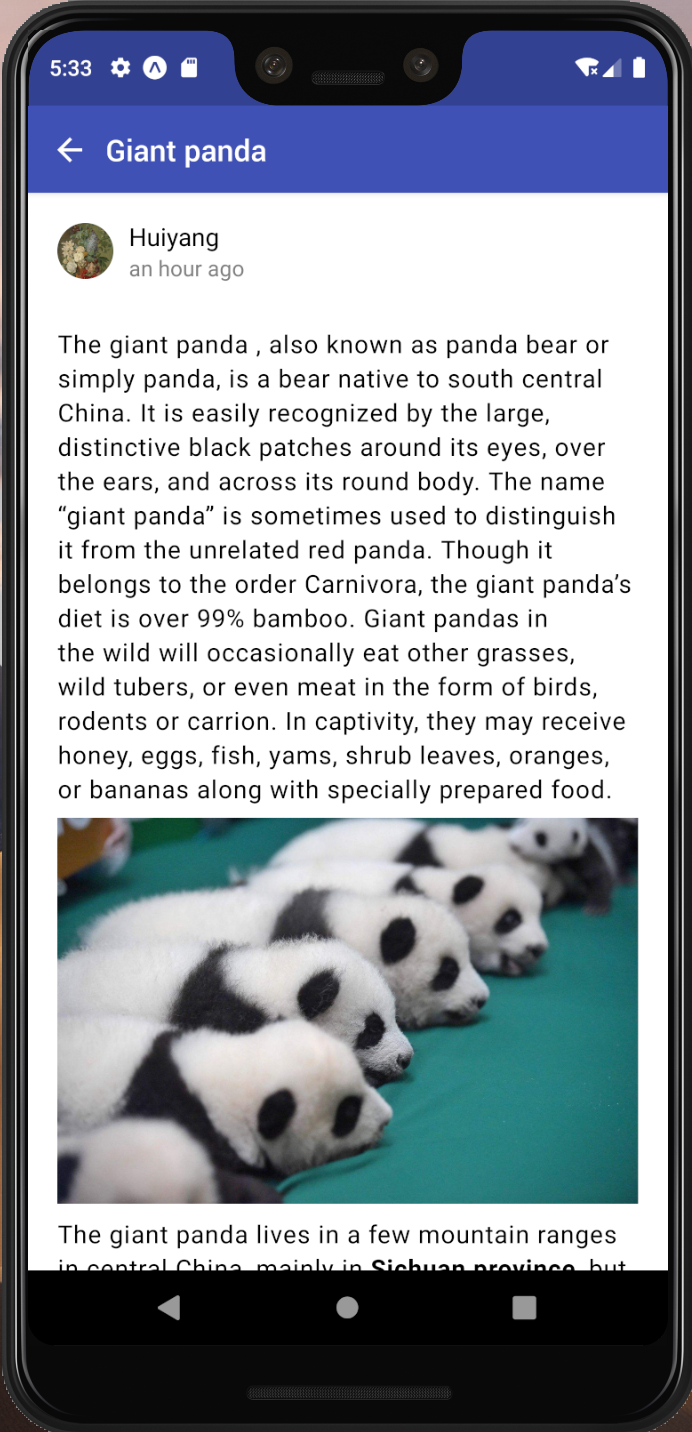 5:33
Giant panda
Huiyang
an hour ago
The giant panda , also known as panda bear or
simply panda, is a bear native to south central
China. It is easily recognized by the large,
distinctive black patches around its eyes, over
the ears, and across its round body. The name
“giant panda” is sometimes used to distinguish
it from the unrelated red panda. Though it
belongs to the order Carnivora, the giant panda’s
diet is over 99% bamboo. Giant pandas in
the wild will occasionally eat other grasses,
wild tubers, or even meat in the form of birds,
rodents or carrion. In captivity, they may receive
honey, eggs, fish, yams, shrub leaves, oranges,
or bananas along with specially prepared food.
The giant panda lives in a few mountain ranges
in central China, mainly in Sichuan province, but